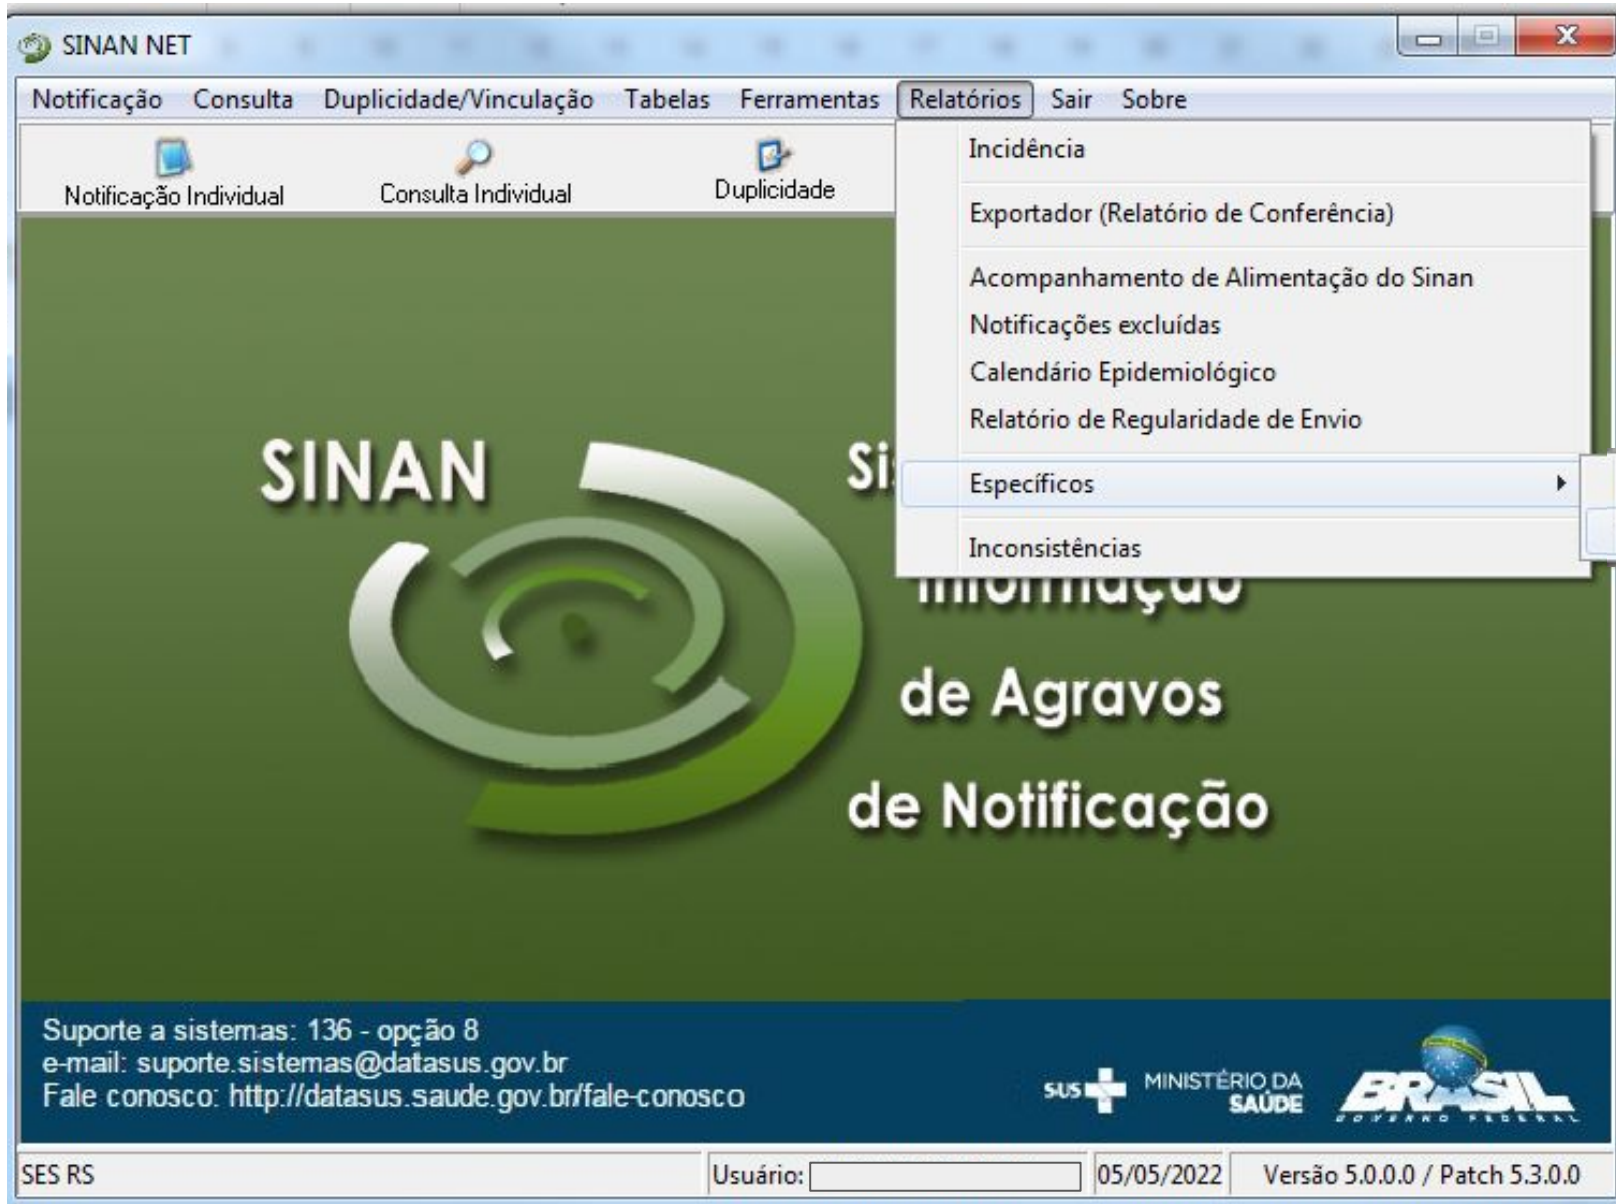 SINAN NET
Notificação Consulta Duplicidade/Vinculação Tabelas Ferramentas Relatórios Sair Sobre
Notificação Individual Consulta Individual Duplicidade
Incidência
Exportador (Relatório de Conferência)
Acompanhamento de Alimentação do Sinan
Notificações excluídas
Calendário Epidemiológico
Relatório de Regularidade de Envio
Específicos
Inconsistências
SINAN
Informação
de Agravos
de Notificação
Suporte a sistemas: 136 - opção 8
e-mail: suporte.sistemas@datasus.gov.br
Fale conosco: http://datasus.saude.gov.br/fale-conosco
SUS MINISTÉRIO DA
SAÚDE
BRASIL
GOVERNO FEDERAL
SES RS Usuário: 05/05/2022 Versão 5.0.0.0 / Patch 5.3.0.0